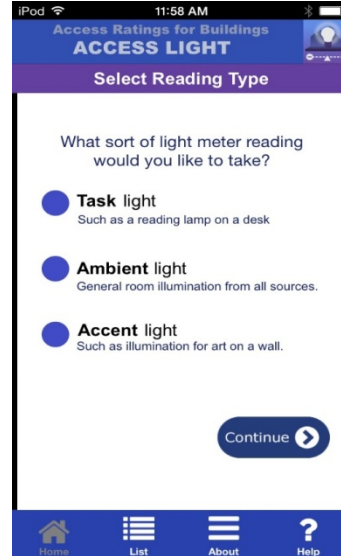 iPod 11:58 AM
Access Ratings for Buildings
ACCESS LIGHT
Select Reading Type
What sort of light meter reading
would you like to take?
Task light
Such as a reading lamp on a desk
Ambient light
General room illumination from all sources.
Accent light
Such as illumination for art on a wall.
Continue
Home List About Help